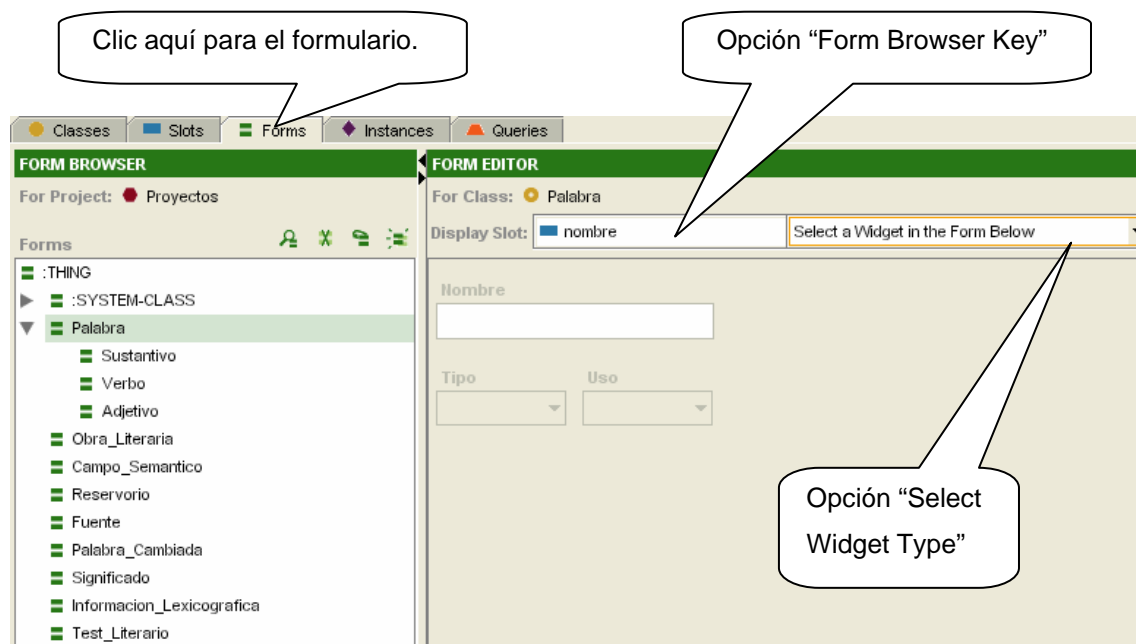 Clic aquí para el formulario.
Opción “Form Browser Key”
Classes Slots Forms Instances Queries
FORM BROWSER
For Project: Proyectos
Forms
:THING
:SYSTEM-CLASS
Palabra
Sustantivo
Verbo
Adjetivo
Obra_Literaria
Campo_Semantico
Reservorio
Fuente
Palabra_Cambiada
Significado
Informacion_Lexicografica
Test_Literario
FORM EDITOR
For Class: Palabra
Display Slot: nombre Select a Widget in the Form Below
Nombre
Tipo Uso
Opción “Select
Widget Type”